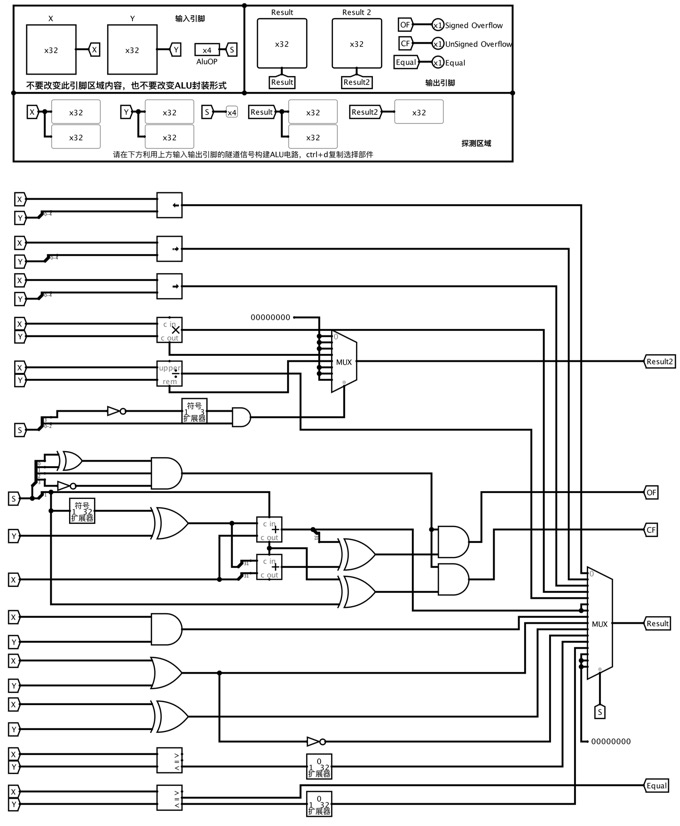 X Y 输入引脚 Result Result 2
x32 X x32 Y x4 S
AluOP
x32 x32
Result Result2
OF x1 Signed Overflow
CF x1 UnSigned Overflow
Equal x1 Equal
不要改变此引脚区域内容，也不要改变ALU封装形式
输出引脚
X x32 Y x32 S x4 Result x32 Result2 x32
x32 x32 x32
探测区域
请在下方利用上方输入输出引脚的隧道信号构建ALU电路，ctrl+d复制选择部件
X
Y
X
Y
X
Y
X c in 00000000
Y c out 0
MUX Result2
X upper
Y rem
符号
1 3
扩展器
S
S OF
符号
1 32
扩展器
c in
Y CF
c out
c in
X c out
0
X
MUX Result
Y
X
Y
X
S
Y
00000000
X >
=
Y <
0
1 32
扩展器
X > Equal
=
Y <
0
1 32
扩展器